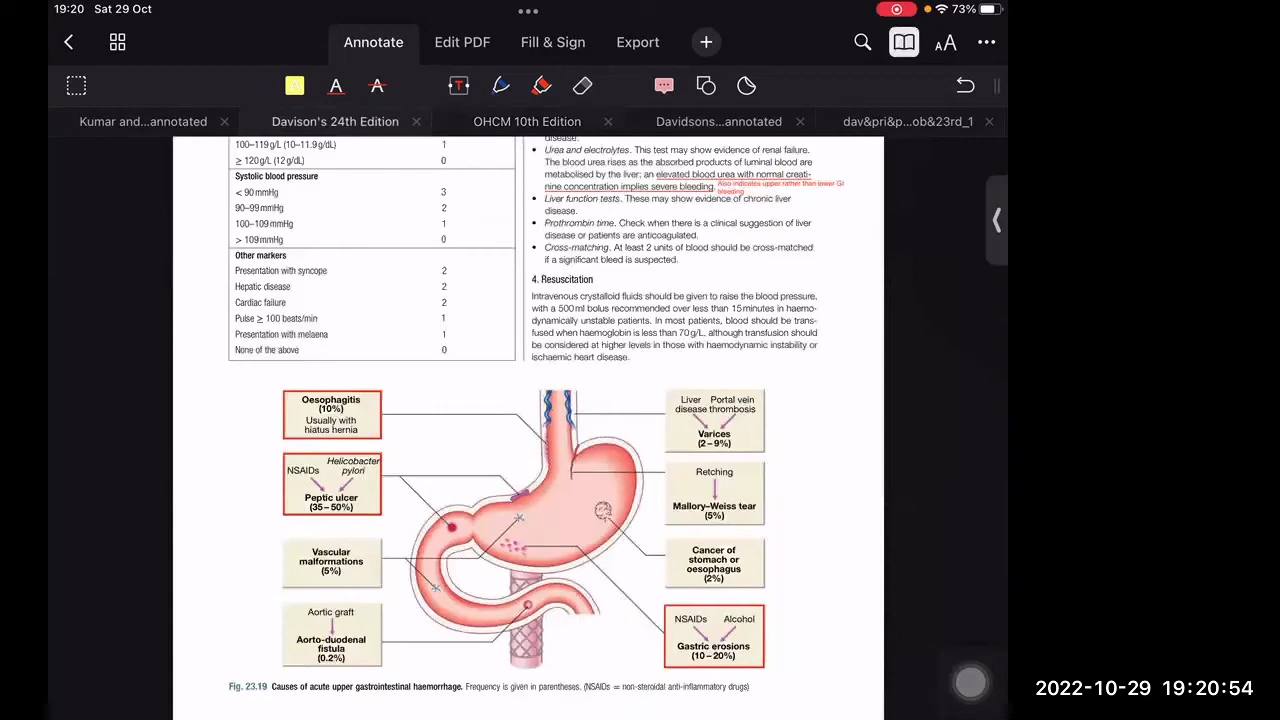 19:20 Sat 29 Oct
73%
Annotate
Edit PDF
Fill & Sign
Export
AA
Kumar and...annotated
Davison's 24th Edition
OHCM 10th Edition
Davidsons...annotated
dav&pri&p...ob&23rd_1
100–119 g/L (10–11.9 g/dL) 1
≥ 120 g/L (12 g/dL) 0
Systolic blood pressure
< 90 mmHg 3
90–99 mmHg 2
100–109 mmHg 1
> 109 mmHg 0
Other markers
Presentation with syncope 2
Hepatic disease 2
Cardiac failure 2
Pulse ≥ 100 beats/min 1
Presentation with melaena 1
None of the above 0
disease.
• Urea and electrolytes. This test may show evidence of renal failure.
The blood urea rises as the absorbed products of luminal blood are
metabolised by the liver; an elevated blood urea with normal creati-
nine concentration implies severe bleeding.
Also indicates upper rather than lower GI
bleeding
• Liver function tests. These may show evidence of chronic liver
disease.
• Prothrombin time. Check when there is a clinical suggestion of liver
disease or patients are anticoagulated.
• Cross-matching. At least 2 units of blood should be cross-matched
if a significant bleed is suspected.
4. Resuscitation
Intravenous crystalloid fluids should be given to raise the blood pressure,
with a 500 ml bolus recommended over less than 15 minutes in haemo-
dynamically unstable patients. In most patients, blood should be trans-
fused when haemoglobin is less than 70 g/L, although transfusion should
be considered at higher levels in those with haemodynamic instability or
ischaemic heart disease.
Oesophagitis
(10%)
Usually with
hiatus hernia
NSAIDs
Helicobacter
pylori
Peptic ulcer
(35–50%)
Vascular
malformations
(5%)
Aortic graft
Aorto-duodenal
fistula
(0.2%)
Liver
disease
Portal vein
thrombosis
Varices
(2–9%)
Retching
Mallory–Weiss tear
(5%)
Cancer of
stomach or
oesophagus
(2%)
NSAIDs Alcohol
Gastric erosions
(10–20%)
Fig. 23.19 Causes of acute upper gastrointestinal haemorrhage. Frequency is given in parentheses. (NSAIDs = non-steroidal anti-inflammatory drugs)
2022-10-29 19:20:54